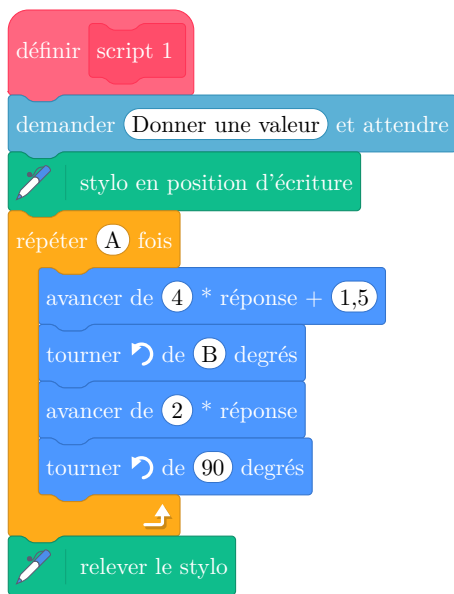 définir script 1
demander Donner une valeur et attendre
stylo en position d'écriture
répéter A fois
avancer de 4 * réponse + 1,5
tourner de B degrés
avancer de 2 * réponse
tourner de 90 degrés
relever le stylo